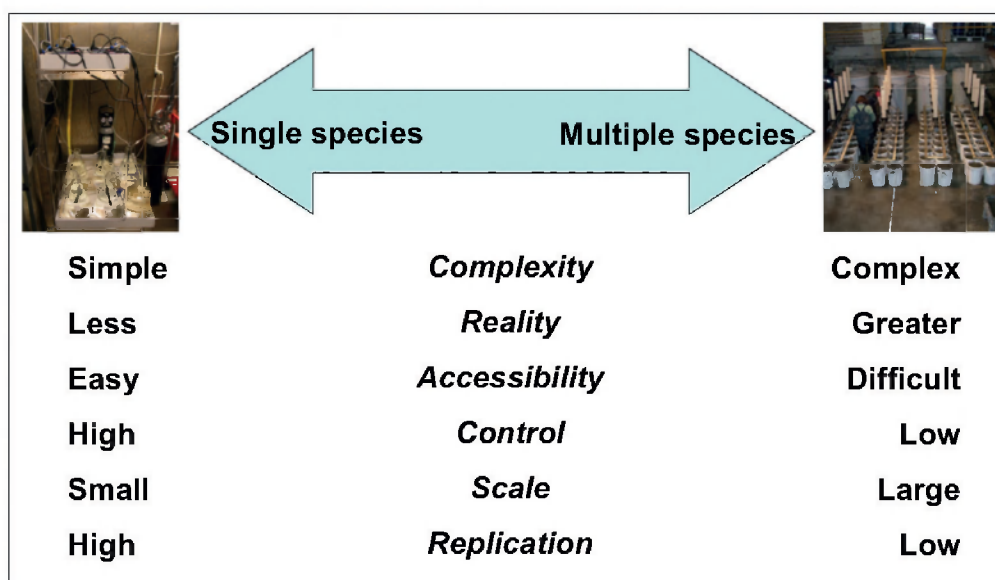 Single species Multiple species
Simple Complexity Complex
Less Reality Greater
Easy Accessibility Difficult
High Control Low
Small Scale Large
High Replication Low